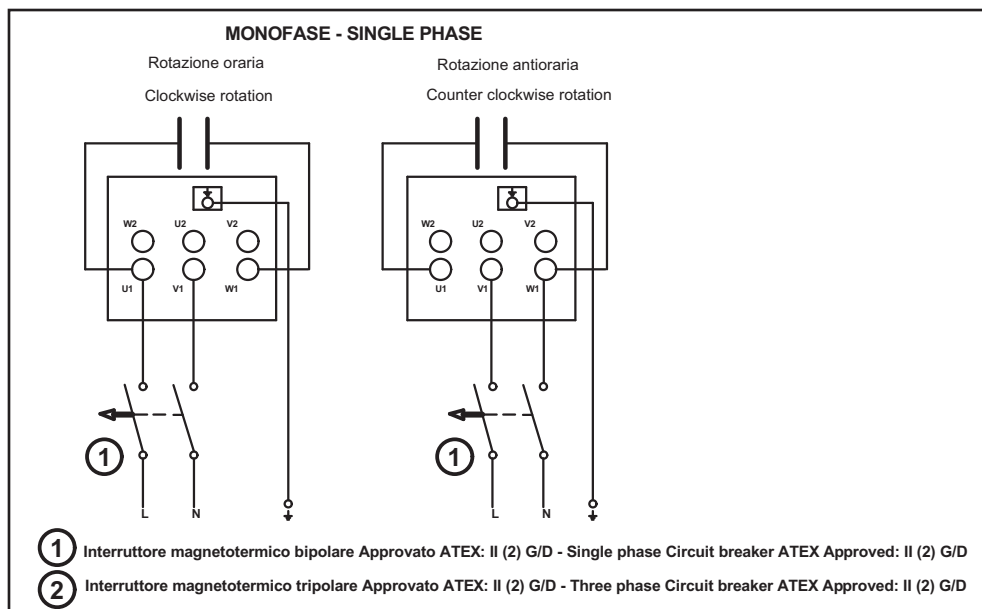 MONOFASE - SINGLE PHASE
Rotazione oraria
Clockwise rotation
Rotazione antioraria
Counter clockwise rotation
W2 U2 V2
U1 V1 W1
W2 U2 V2
U1 V1 W1
1
1
L N
L N
1 Interruttore magnetotermico bipolare Approvato ATEX: II (2) G/D - Single phase Circuit breaker ATEX Approved: II (2) G/D
2 Interruttore magnetotermico tripolare Approvato ATEX: II (2) G/D - Three phase Circuit breaker ATEX Approved: II (2) G/D